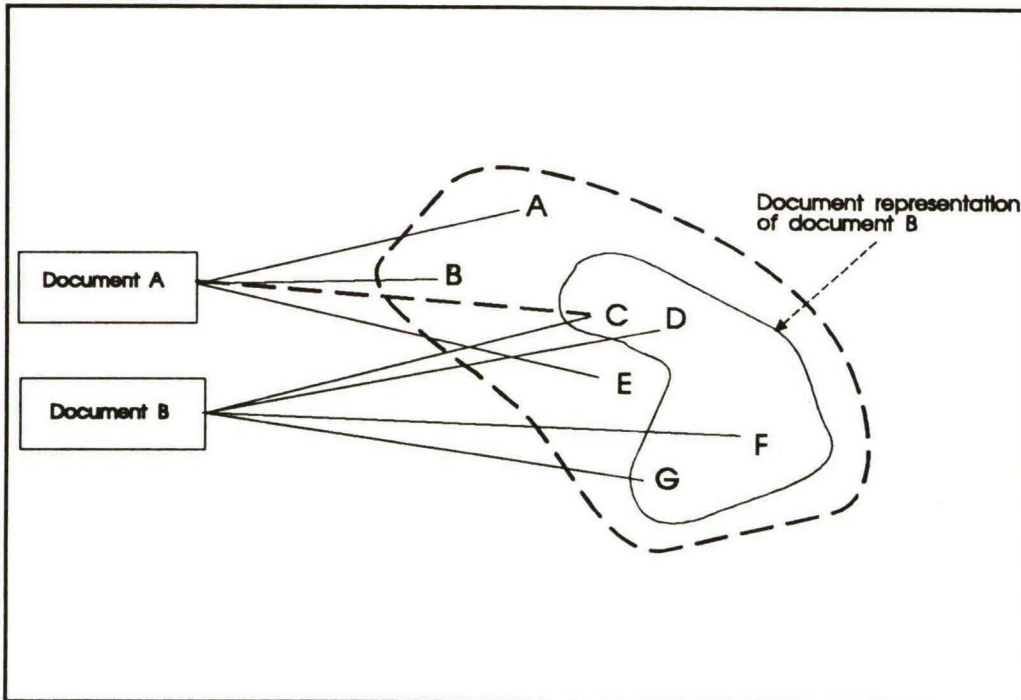 A
Document representation
of document B
Document A
B
C
D
E
Document B
F
G